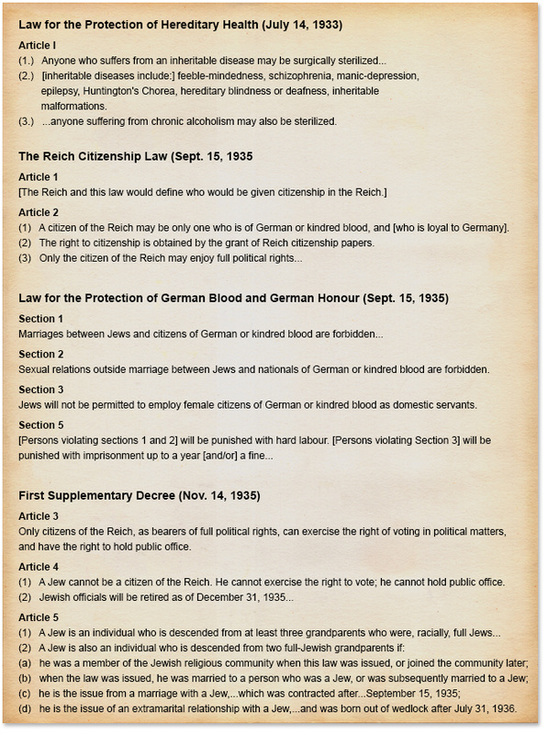 Law for the Protection of Hereditary Health (July 14, 1933)
Article I
(1.) Anyone who suffers from an inheritable disease may be surgically sterilized...
(2.) [inheritable diseases include:] feeble-mindedness, schizophrenia, manic-depression,
epilepsy, Huntington's Chorea, hereditary blindness or deafness, inheritable
malformations.
(3.) ...anyone suffering from chronic alcoholism may also be sterilized.
The Reich Citizenship Law (Sept. 15, 1935
Article 1
[The Reich and this law would define who would be given citizenship in the Reich.]
Article 2
(1) A citizen of the Reich may be only one who is of German or kindred blood, and [who is loyal to Germany].
(2) The right to citizenship is obtained by the grant of Reich citizenship papers.
(3) Only the citizen of the Reich may enjoy full political rights...
Law for the Protection of German Blood and German Honour (Sept. 15, 1935)
Section 1
Marriages between Jews and citizens of German or kindred blood are forbidden...
Section 2
Sexual relations outside marriage between Jews and nationals of German or kindred blood are forbidden.
Section 3
Jews will not be permitted to employ female citizens of German or kindred blood as domestic servants.
Section 5
[Persons violating sections 1 and 2] will be punished with hard labour. [Persons violating Section 3] will be
punished with imprisonment up to a year [and/or] a fine...
First Supplementary Decree (Nov. 14, 1935)
Article 3
Only citizens of the Reich, as bearers of full political rights, can exercise the right of voting in political matters,
and have the right to hold public office.
Article 4
(1) A Jew cannot be a citizen of the Reich. He cannot exercise the right to vote; he cannot hold public office.
(2) Jewish officials will be retired as of December 31, 1935...
Article 5
(1) A Jew is an individual who is descended from at least three grandparents who were, racially, full Jews...
(2) A Jew is also an individual who is descended from two full-Jewish grandparents if:
(a) he was a member of the Jewish religious community when this law was issued, or joined the community later;
(b) when the law was issued, he was married to a person who was a Jew, or was subsequently married to a Jew;
(c) he is the issue from a marriage with a Jew,...which was contracted after...September 15, 1935;
(d) he is the issue of an extramarital relationship with a Jew,...and was born out of wedlock after July 31, 1936.